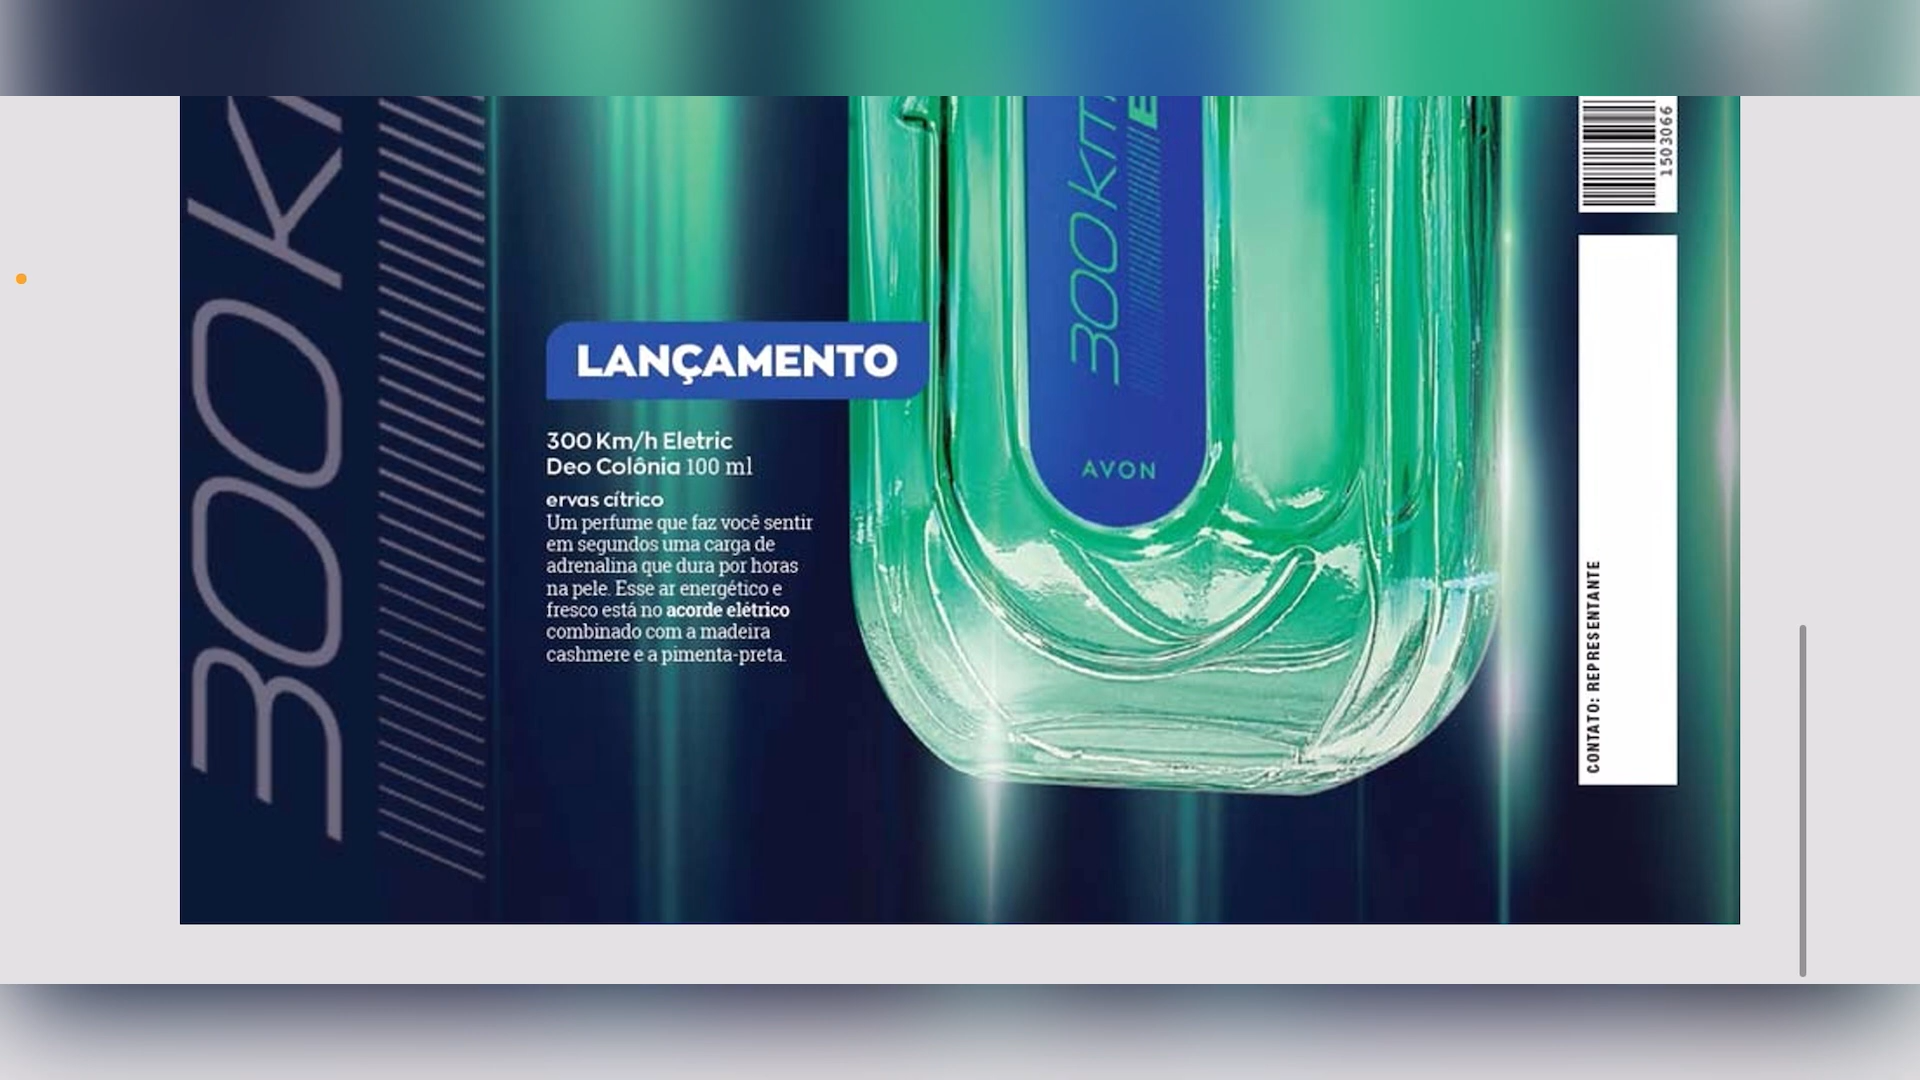 300 K
LANÇAMENTO
300 Km/h Eletric
Deo Colônia 100 ml
ervas cítrico
Um perfume que faz você sentir
em segundos uma carga de
adrenalina que dura por horas
na pele. Esse ar energético e
fresco está no acorde elétrico
combinado com a madeira
cashmere e a pimenta-preta.
300 Km
E
AVON
1503066
CONTATO: REPRESENTANTE